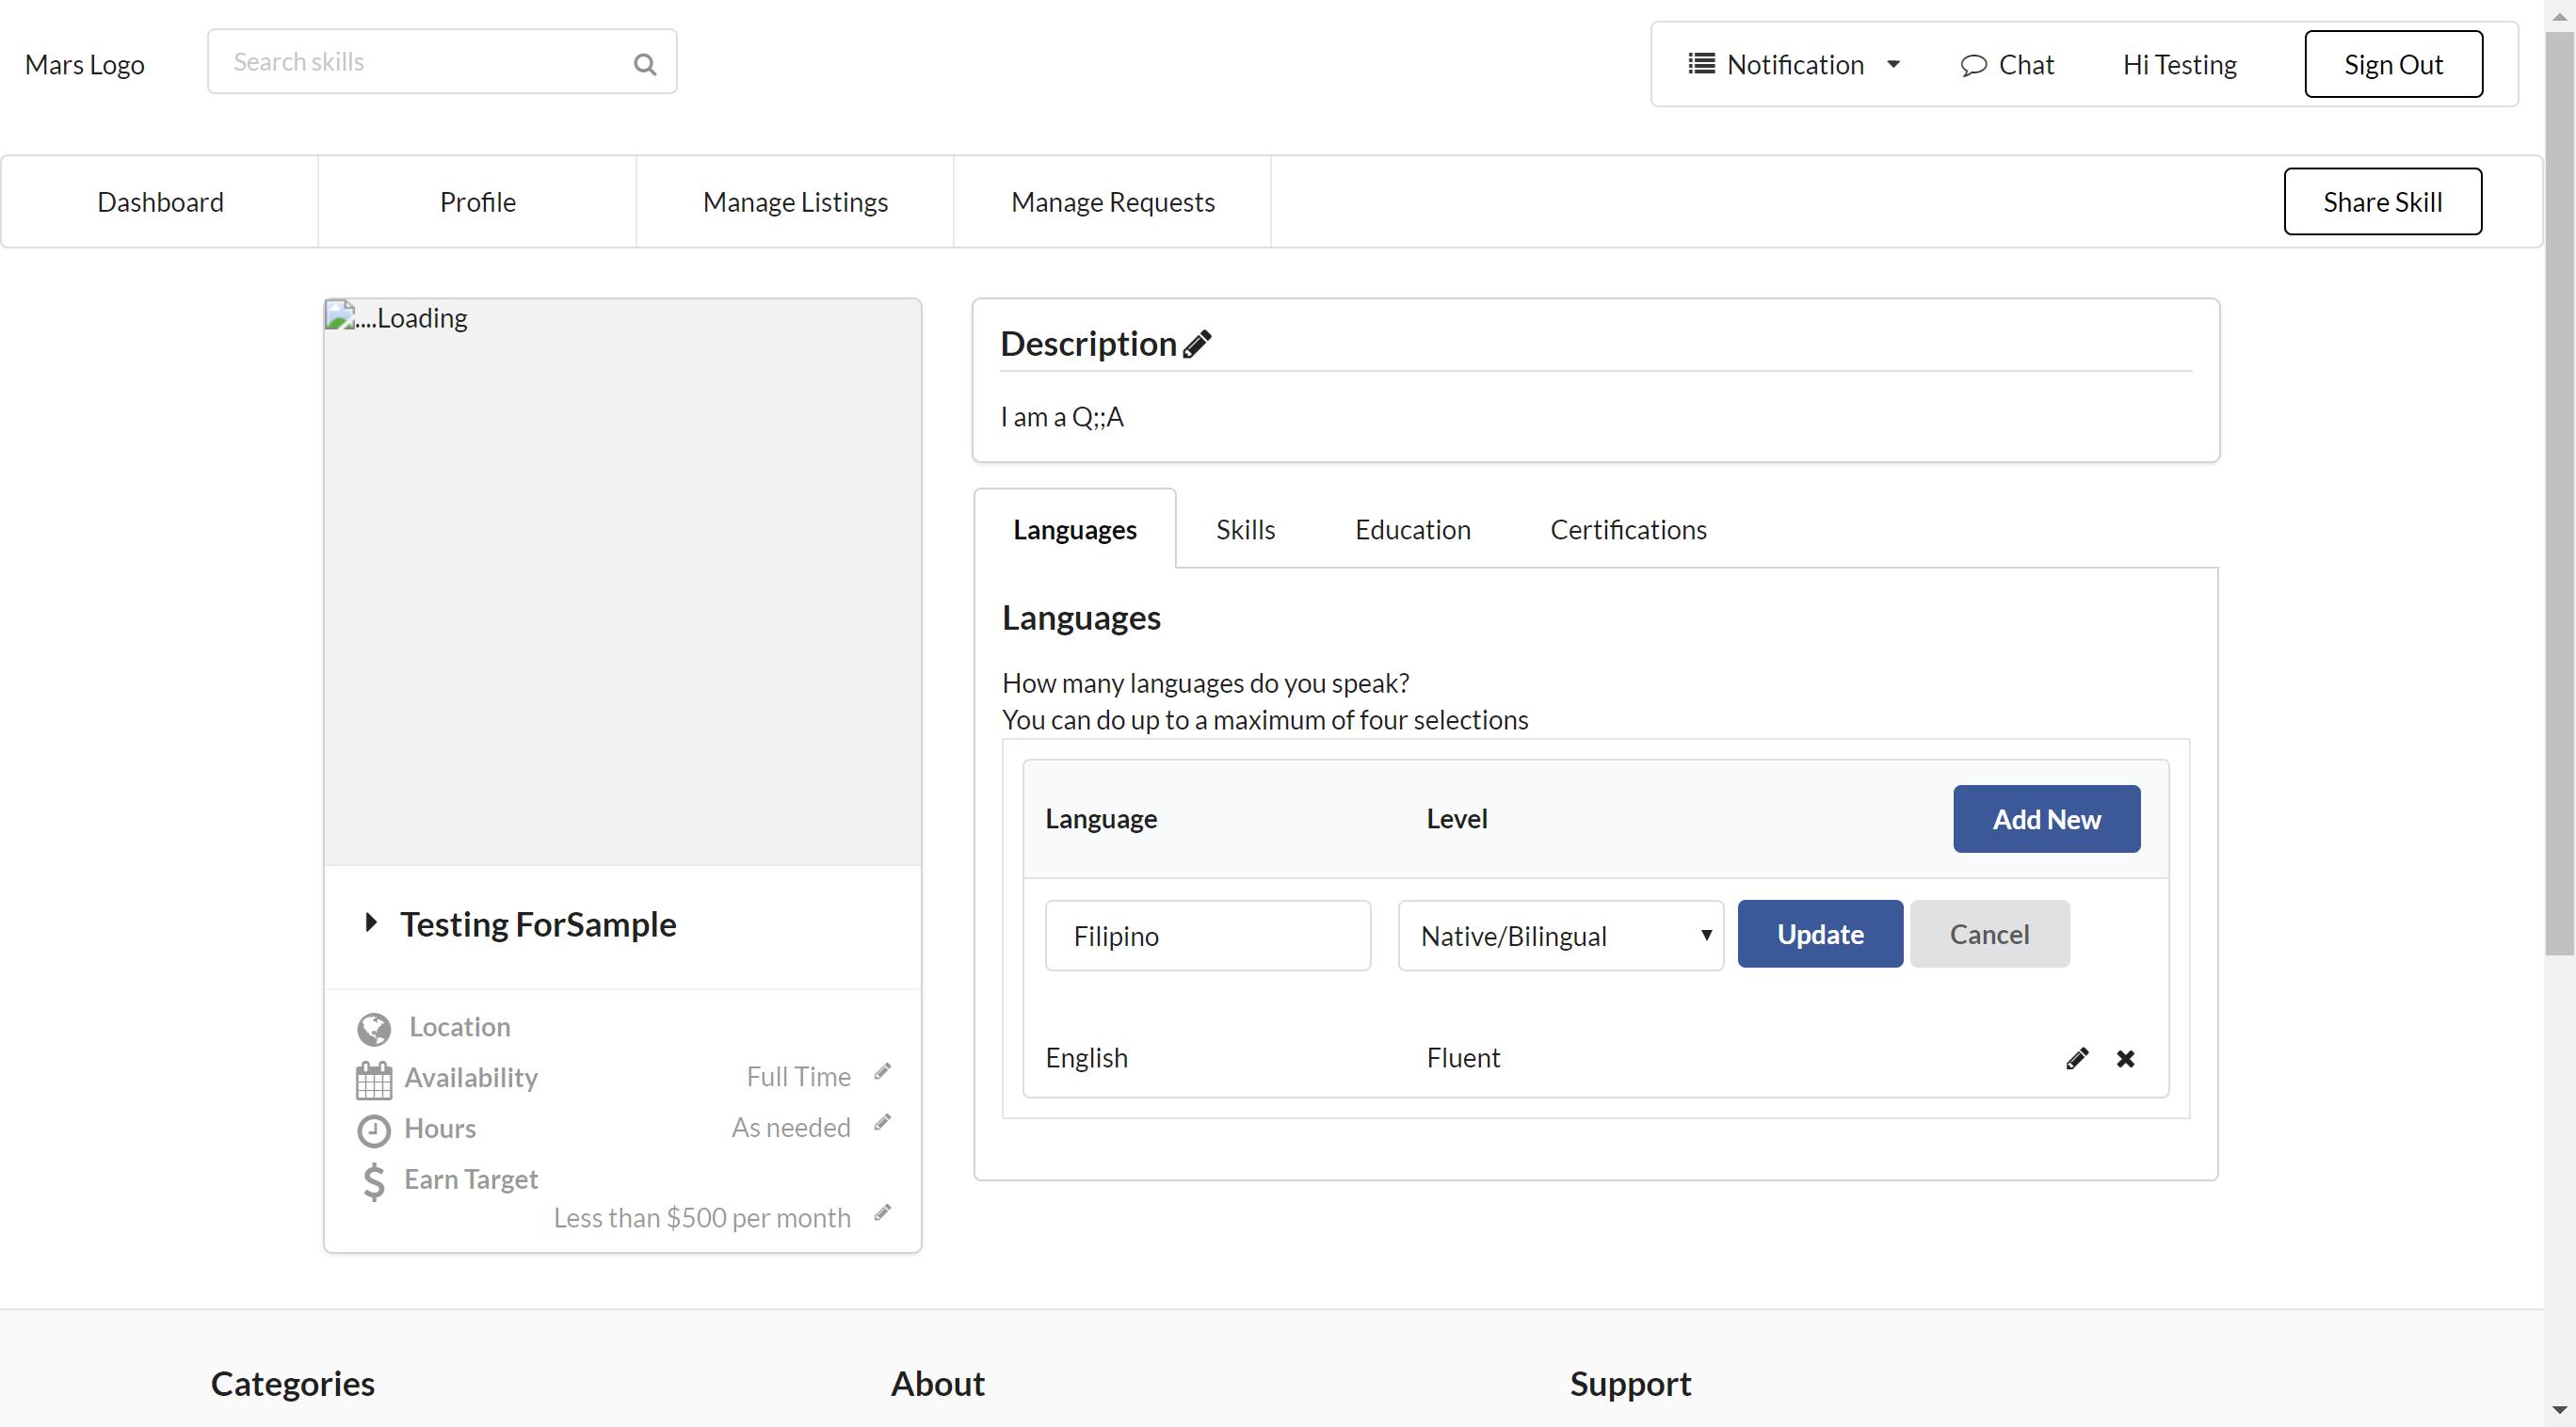 Mars Logo
Search skills
Notification
Chat
Hi Testing
Sign Out
Dashboard
Profile
Manage Listings
Manage Requests
Share Skill
....Loading
Testing ForSample
Location
Availability
Full Time
Hours
As needed
Earn Target
Less than $500 per month
Description
I am a Q;;A
Languages
Skills
Education
Certifications
Languages
How many languages do you speak?
You can do up to a maximum of four selections
Language
Level
Add New
Filipino
Native/Bilingual
Update
Cancel
English
Fluent
Categories
About
Support